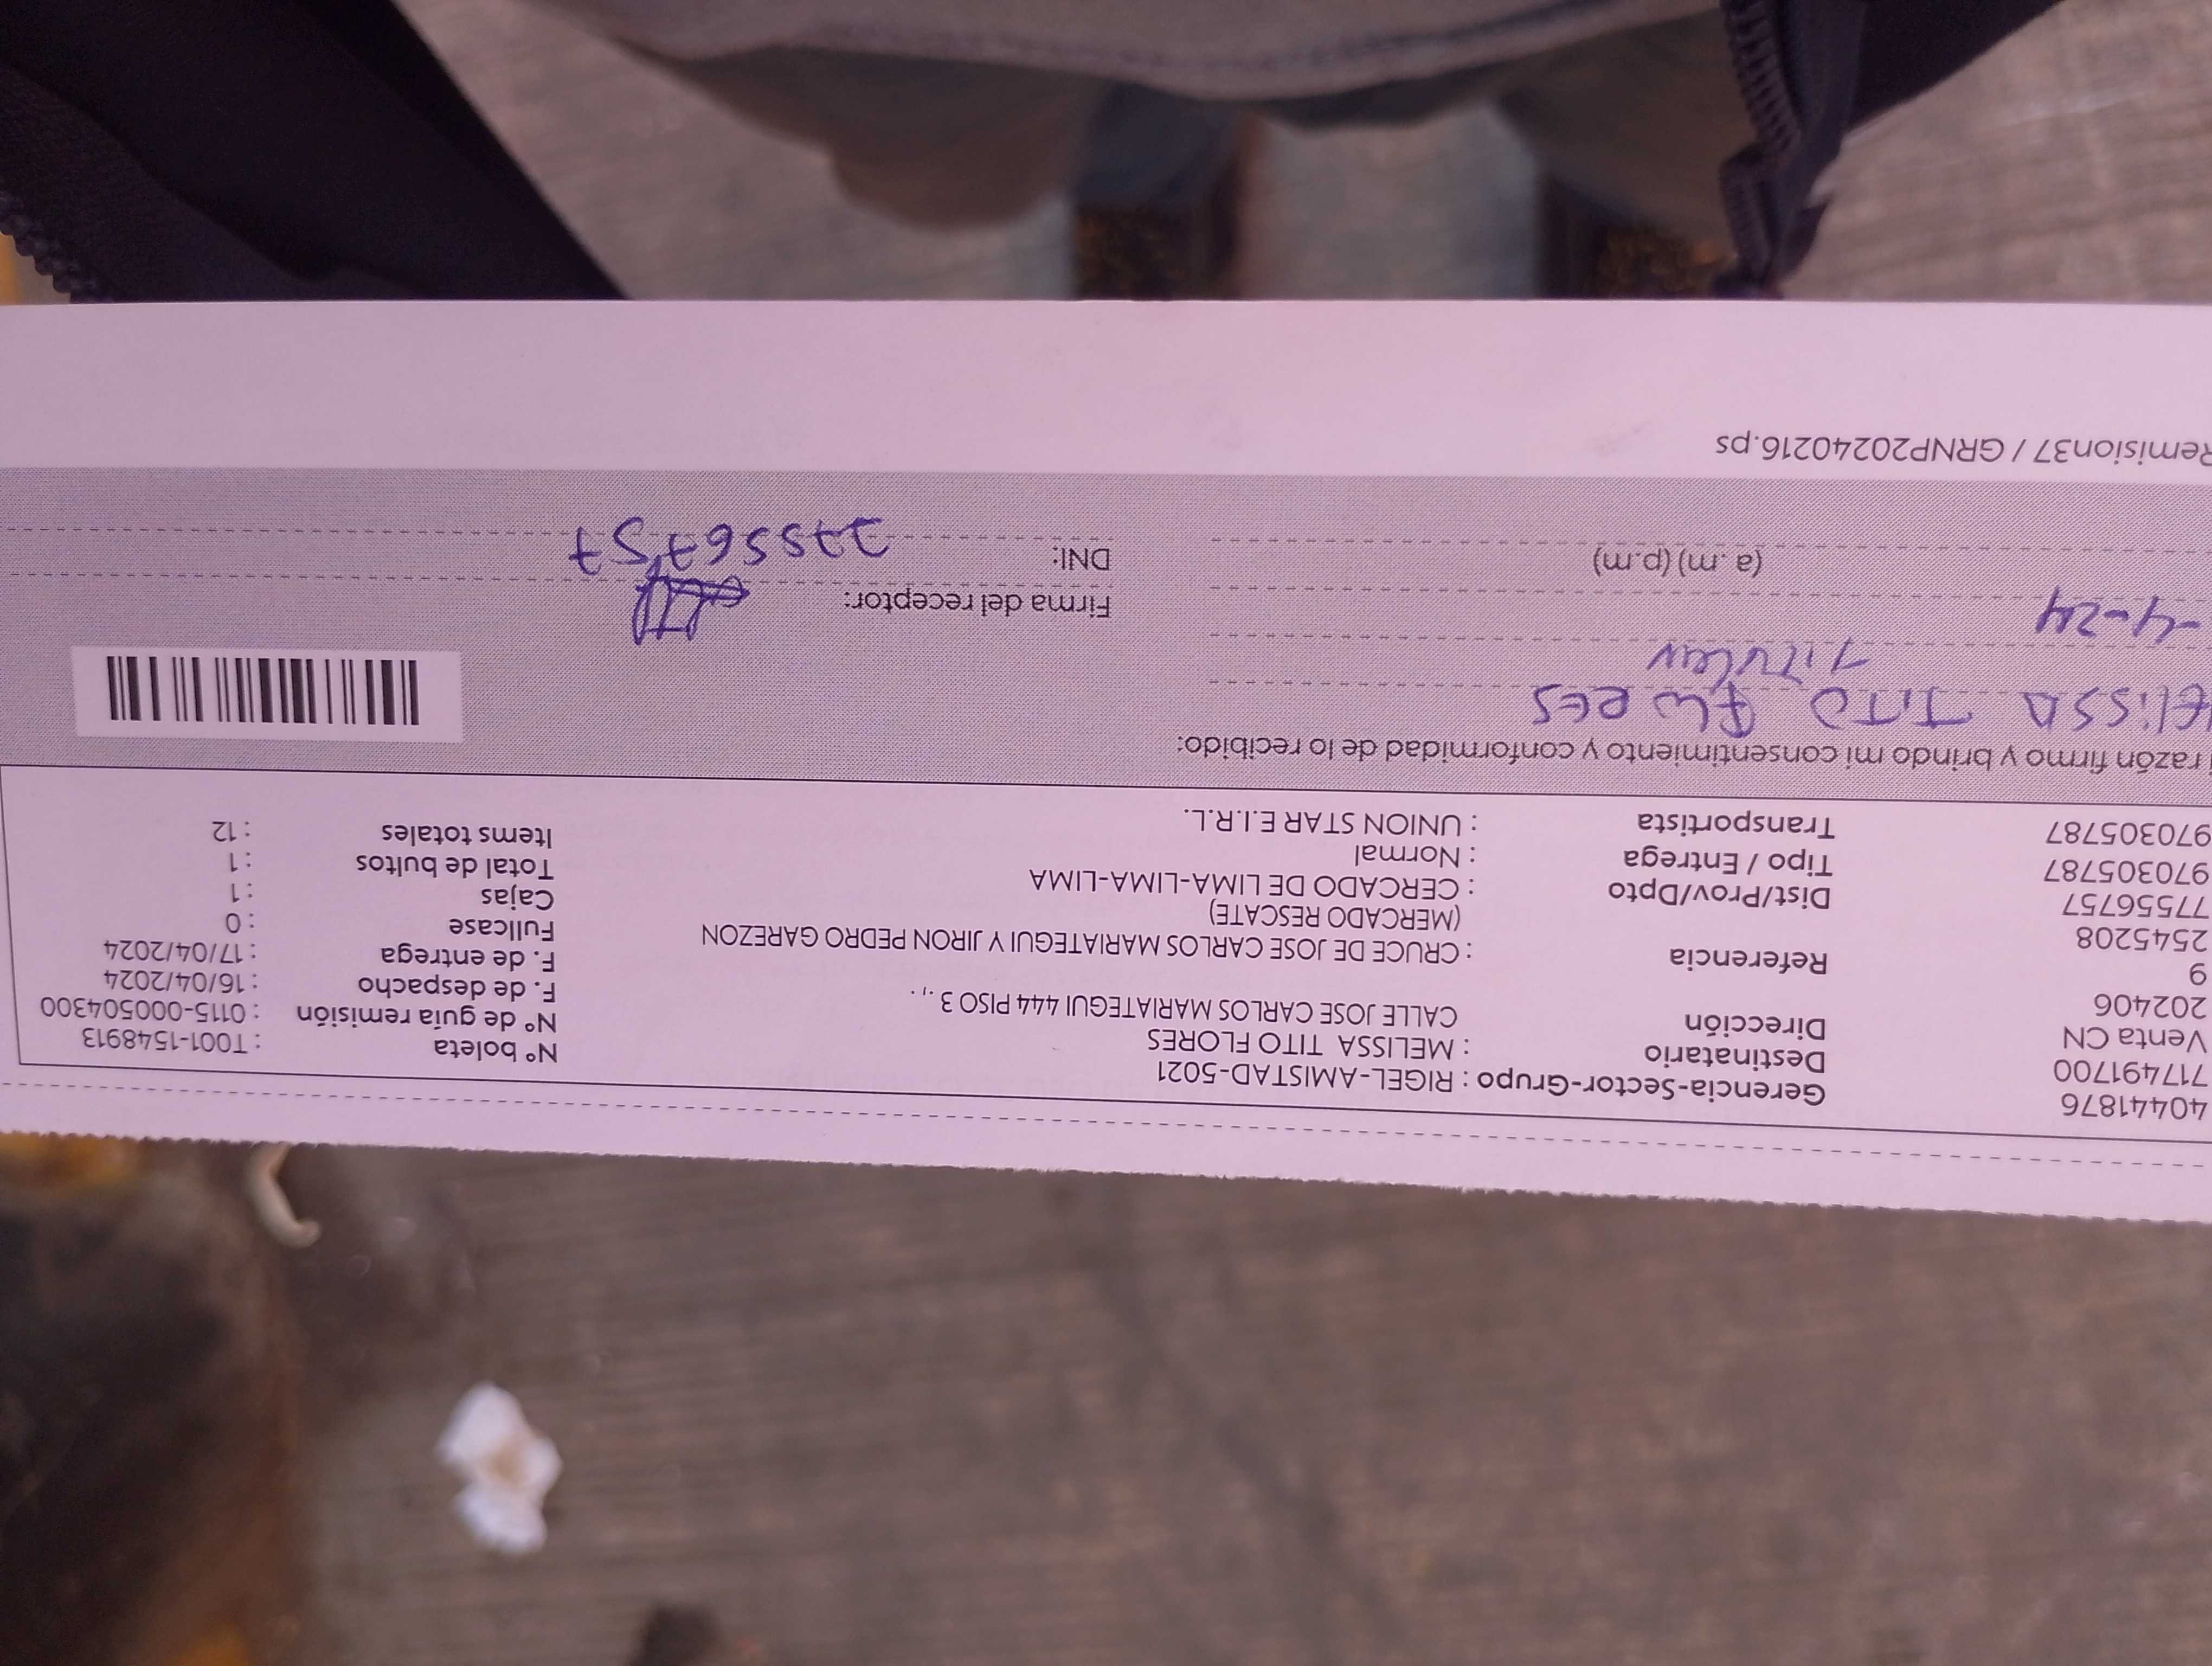 40441876
717491700
Venta CN
202406
9
2545208
77556757
970305787
970305787
Gerencia-Sector-Grupo : RIGEL-AMISTAD-5021
Destinatario : MELISSA TITO FLORES
Dirección CALLE JOSE CARLOS MARIATEGUI 444 PISO 3 .,.
Referencia : CRUCE DE JOSE CARLOS MARIATEGUI Y JIRON PEDRO GAREZON
(MERCADO RESCATE)
Dist/Prov/Dpto : CERCADO DE LIMA-LIMA-LIMA
Tipo / Entrega : Normal
Transportista : UNION STAR E.I.R.L.
N° boleta : T001-1548913
N° de guía remisión : 0115-000504300
F. de despacho : 16/04/2024
F. de entrega : 17/04/2024
Fullcase : 0
Cajas : 1
Total de bultos : 1
Items totales : 12
razón firmo y brindo mi consentimiento y conformidad de lo recibido:
elissa TITO FLORES
Titular
-4-24
(a .m) (p.m)
Firma del receptor:
DNI: 77556757
Remision37 / GRNP20240216.ps